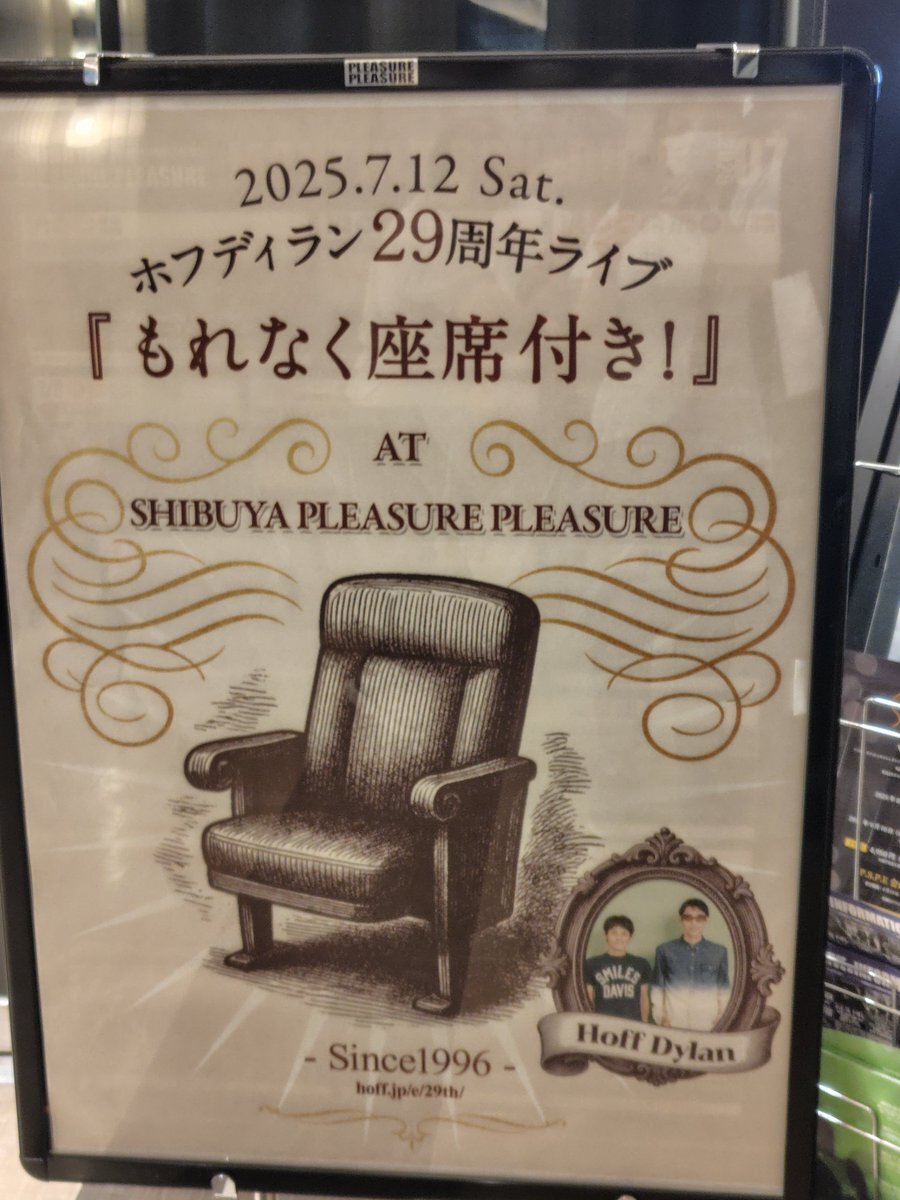 PLEASURE
PLEASURE
2025.7.12 Sat.
ホフディラン29周年ライブ
『もれなく座席付き!』
AT
SHIBUYA PLEASURE PLEASURE
SMILES
DAVIS
Hoff Dylan
- Since1996 -
hoff.jp/e/29th/
INFORMATION